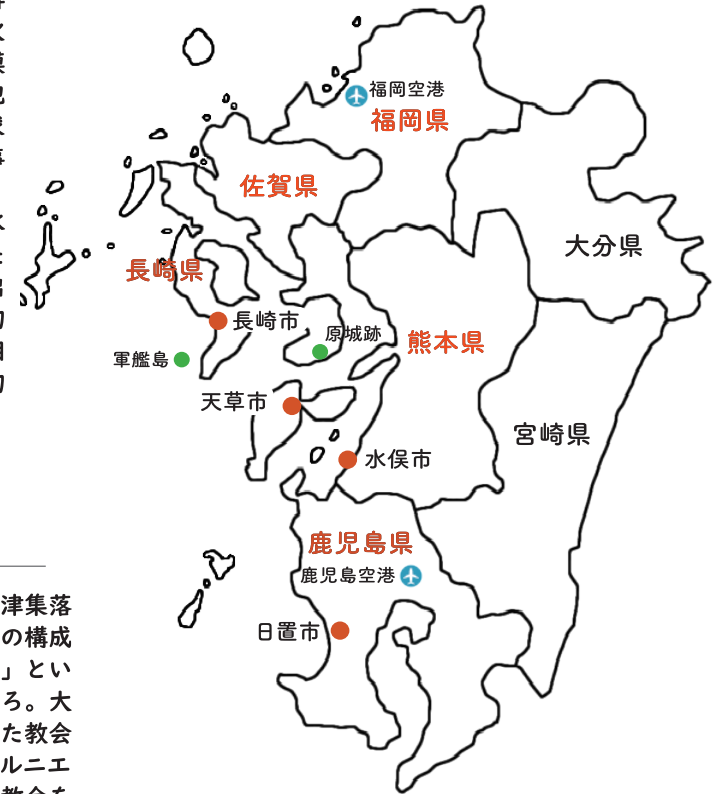 福岡空港
福岡県
佐賀県
大分県
長崎県
長崎市
原城跡
熊本県
軍艦島
天草市
宮崎県
水俣市
鹿児島県
鹿児島空港
日置市
津集落
の構成
」とい
ろ。大
た教会
ルニエ